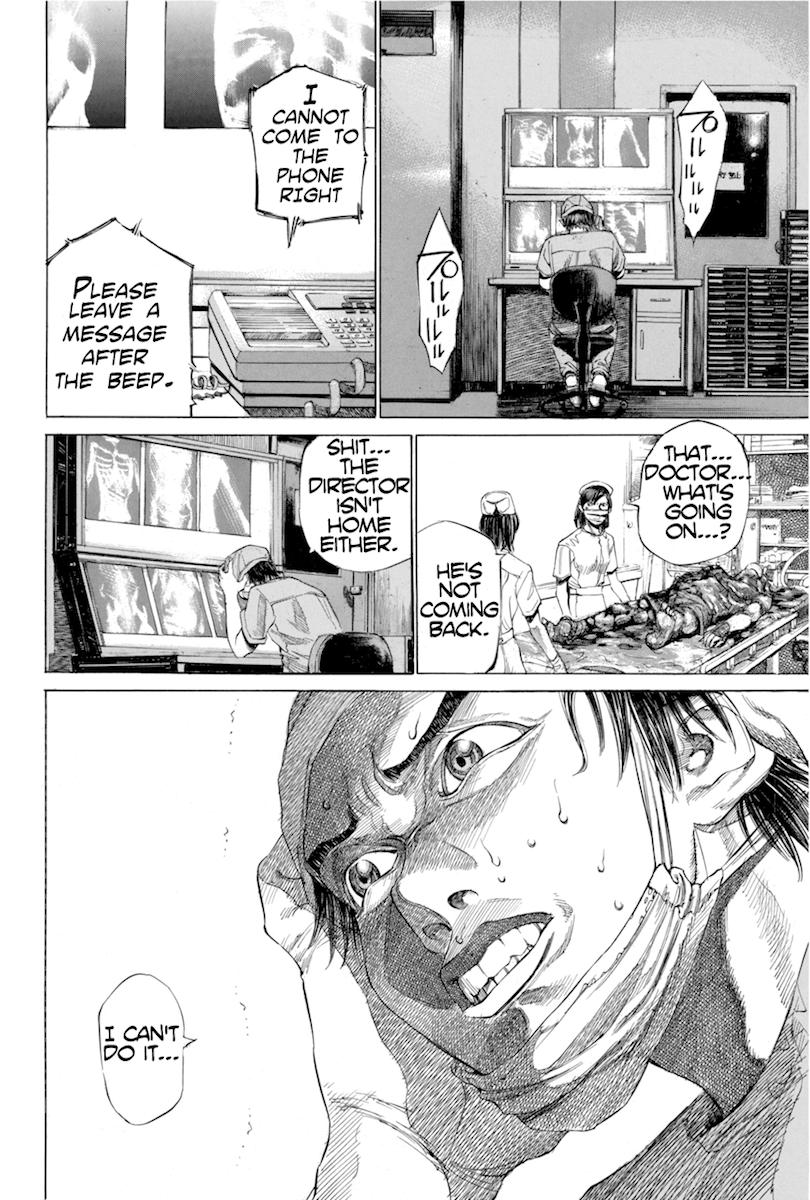 プルルルル
プルルルル
I
CANNOT
COME TO
THE
PHONE
RIGHT
PLEASE
LEAVE A
MESSAGE
AFTER
THE BEEP.
THAT...
DOCTOR...
WHAT'S
GOING
ON...?
HE'S
NOT
COMING
BACK.
SHIT...
THE
DIRECTOR
ISN'T
HOME
EITHER.
I CAN'T
DO IT...